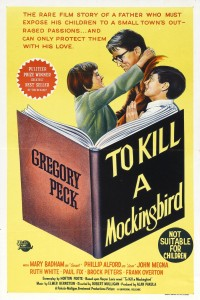 THE RARE FILM STORY OF A FATHER WHO MUST
EXPOSE HIS CHILDREN TO A SMALL TOWN'S OUT-
RAGED PASSIONS...AND
CAN ONLY PROTECT THEM
WITH HIS LOVE.
PULITZER
PRIZE WINNER
BEST SELLER
GREGORY
PECK
TO KILL
A
MOCKINGBIRD
NOT
SUITABLE FOR
CHILDREN
with MARY BADHAM as "Scout" · PHILLIP ALFORD as "Jem" · JOHN MEGNA
RUTH WHITE · PAUL FIX · BROCK PETERS · FRANK OVERTON
Screenplay by HORTON FOOTE · Based upon Harper Lee's novel "To Kill a Mockingbird"
Music by ELMER BERNSTEIN · Directed by ROBERT MULLIGAN · Produced by ALAN PAKULA